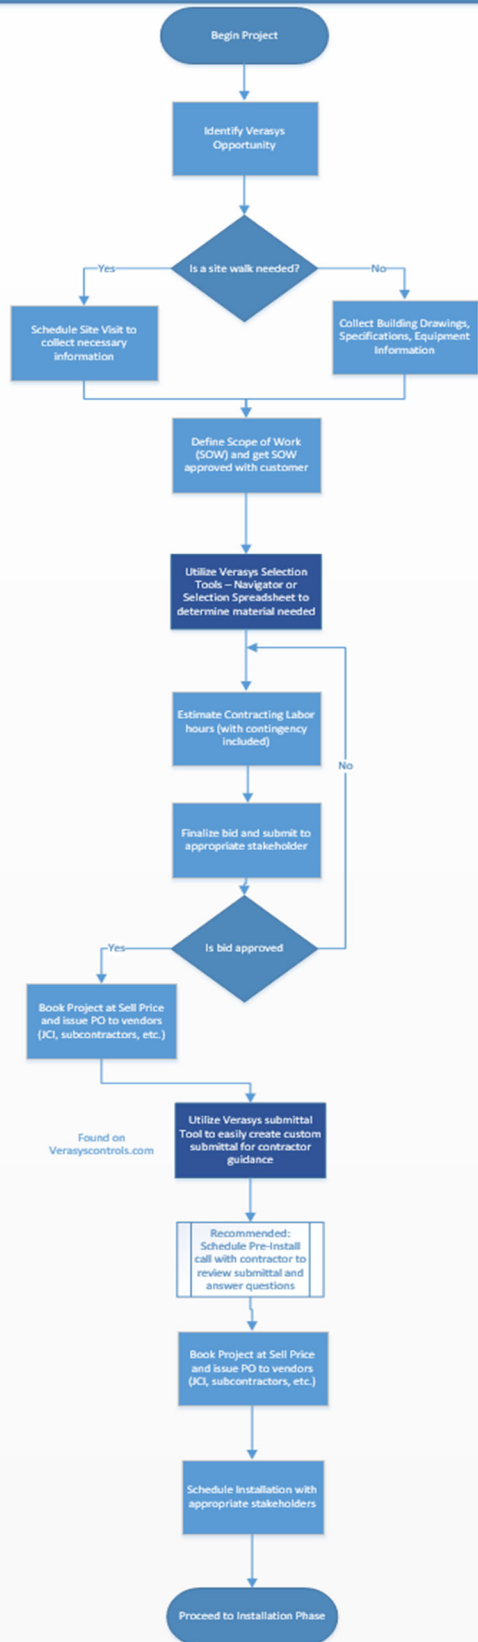 Begin Project
Identify Verasys
Opportunity
Is a site walk needed?
Yes
No
Schedule Site Visit to
collect necessary
information
Collect Building Drawings,
Specifications, Equipment
Information
Define Scope of Work
(SOW) and get SOW
approved with customer
Utilize Verasys Selection
Tools – Navigator or
Selection Spreadsheet to
determine material needed
Estimate Contracting Labor
hours (with contingency
included)
No
Finalize bid and submit to
appropriate stakeholder
Is bid approved
Yes
Book Project at Sell Price
and issue PO to vendors
(JCI, subcontractors, etc.)
Found on
Verasyscontrols.com
Utilize Verasys submittal
Tool to easily create custom
submittal for contractor
guidance
Recommended:
Schedule Pre-Install
call with contractor to
review submittal and
answer questions
Book Project at Sell Price
and issue PO to vendors
(JCI, subcontractors, etc.)
Schedule Installation with
appropriate stakeholders
Proceed to Installation Phase